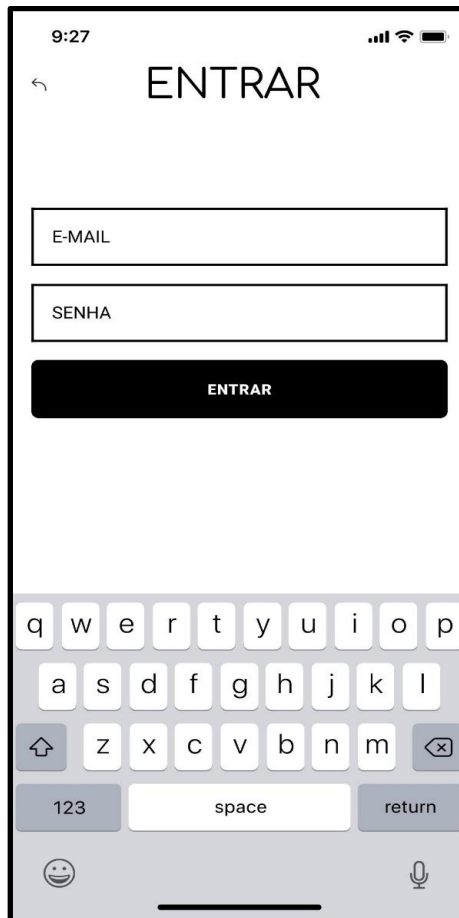 9:27
ENTRAR
E-MAIL
SENHA
ENTRAR
q w e r t y u i o p
a s d f g h j k l
z x c v b n m
123 space return